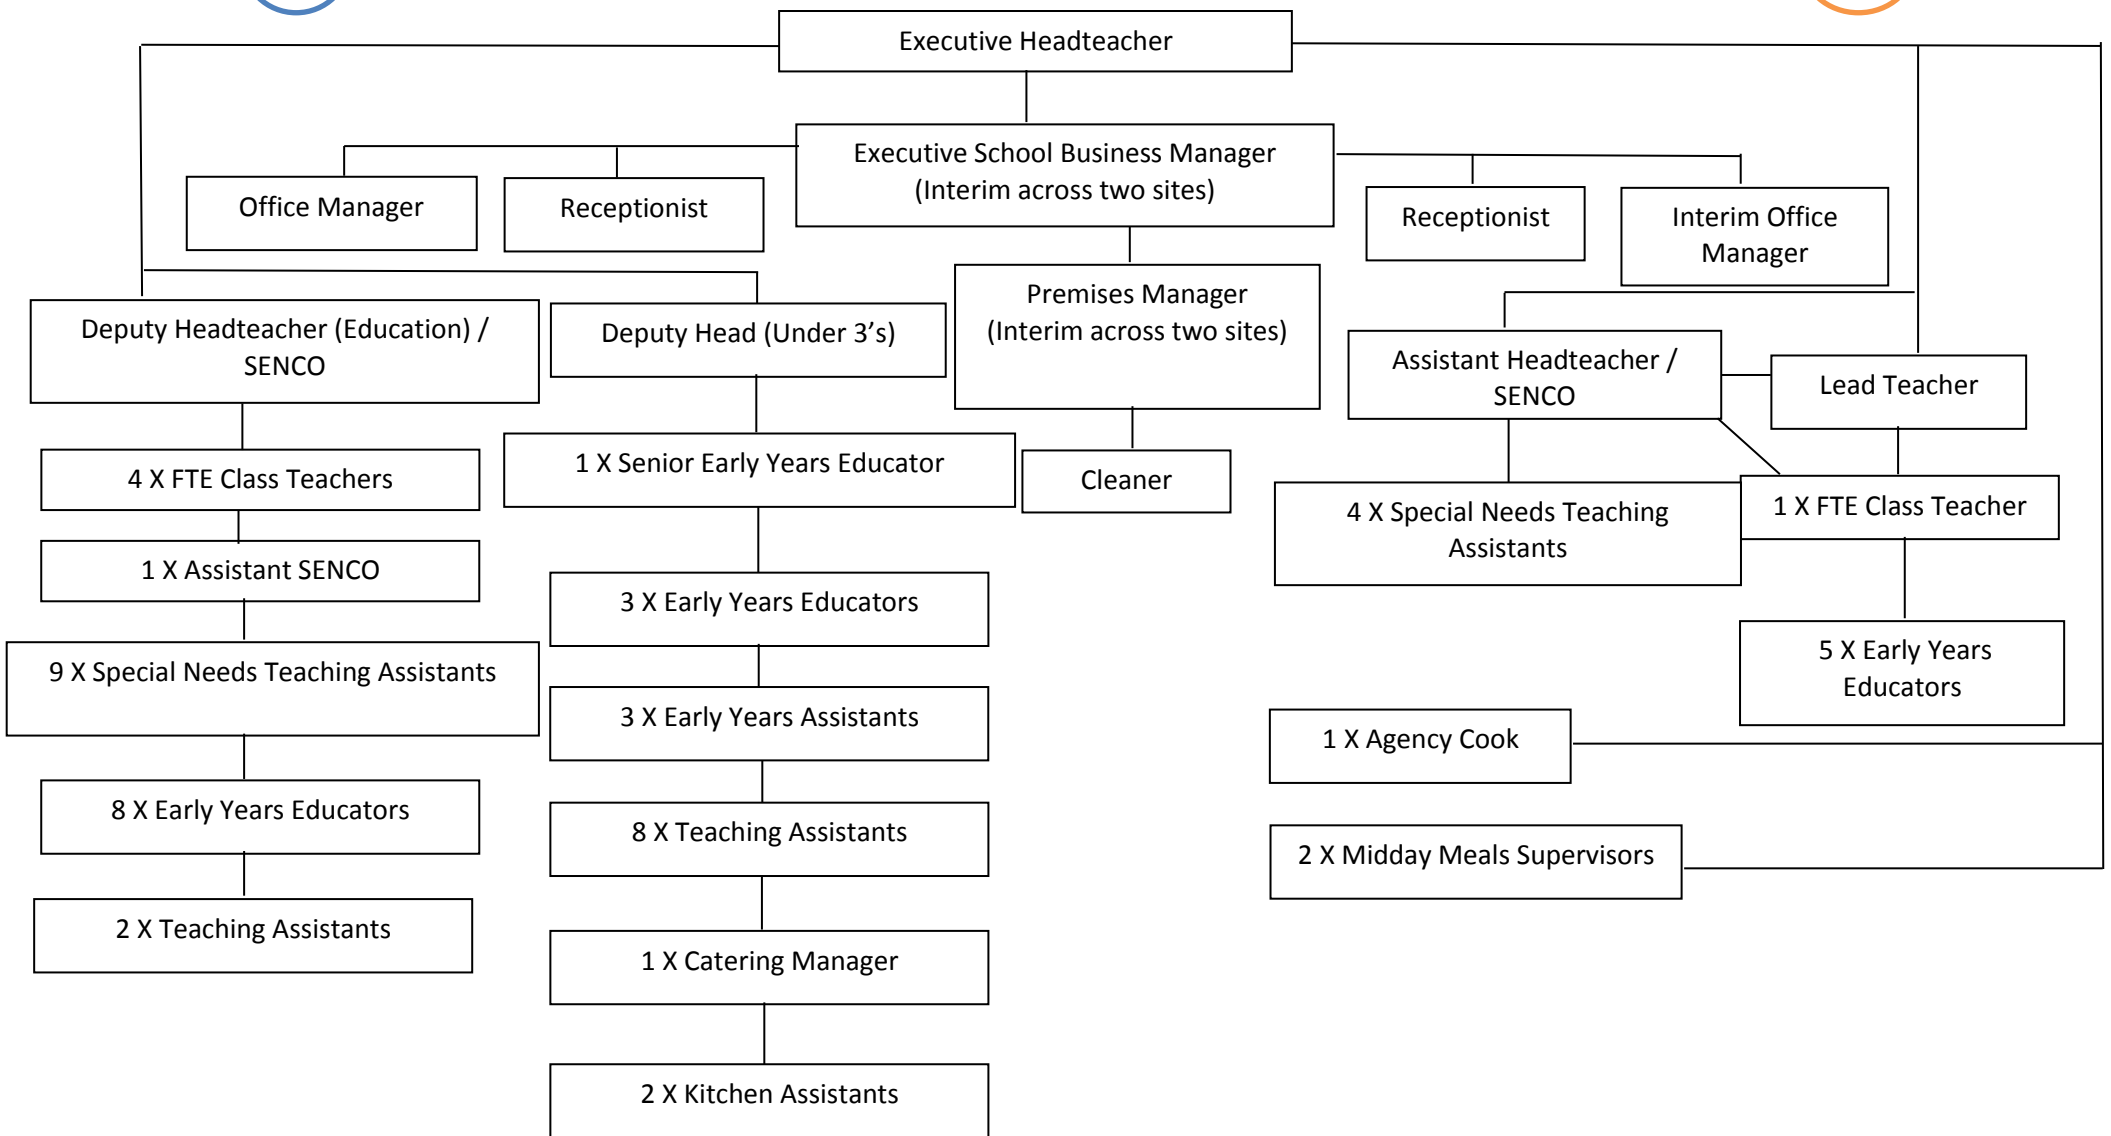 Executive Headteacher
Executive School Business Manager
(Interim across two sites)
Office Manager
Receptionist
Receptionist
Interim Office
Manager
Premises Manager
(Interim across two sites)
Deputy Headteacher (Education) /
SENCO
Deputy Head (Under 3’s)
Assistant Headteacher /
SENCO
Lead Teacher
4 X FTE Class Teachers
1 X Senior Early Years Educator
Cleaner
4 X Special Needs Teaching
Assistants
1 X FTE Class Teacher
1 X Assistant SENCO
3 X Early Years Educators
9 X Special Needs Teaching Assistants
5 X Early Years
Educators
3 X Early Years Assistants
1 X Agency Cook
8 X Early Years Educators
8 X Teaching Assistants
2 X Midday Meals Supervisors
2 X Teaching Assistants
1 X Catering Manager
2 X Kitchen Assistants